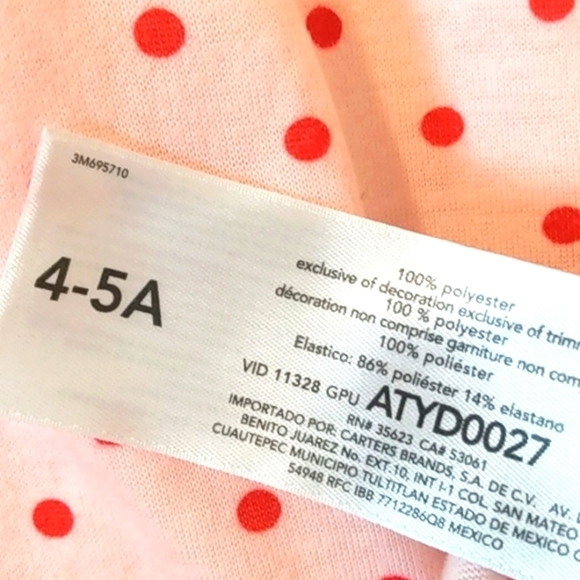 3M695710
4-5A
100% polyester
exclusive of decoration exclusive of trimm
100 % polyester
décoration non comprise garniture non com
100% poliéster
Elastico: 86% poliéster 14% elastano
VID 11328 GPU ATYD0027
RN# 35623 CA# 53061
IMPORTADO POR: CARTERS BRANDS, S.A. DE C.V. AV.
BENITO JUAREZ No. EXT.10, INT I-1 COL. SAN MATEO
CUAUTEPEC MUNICIPIO TULTITLAN ESTADO DE MEXICO C
54948 RFC IBB 7712286Q8 MEXICO